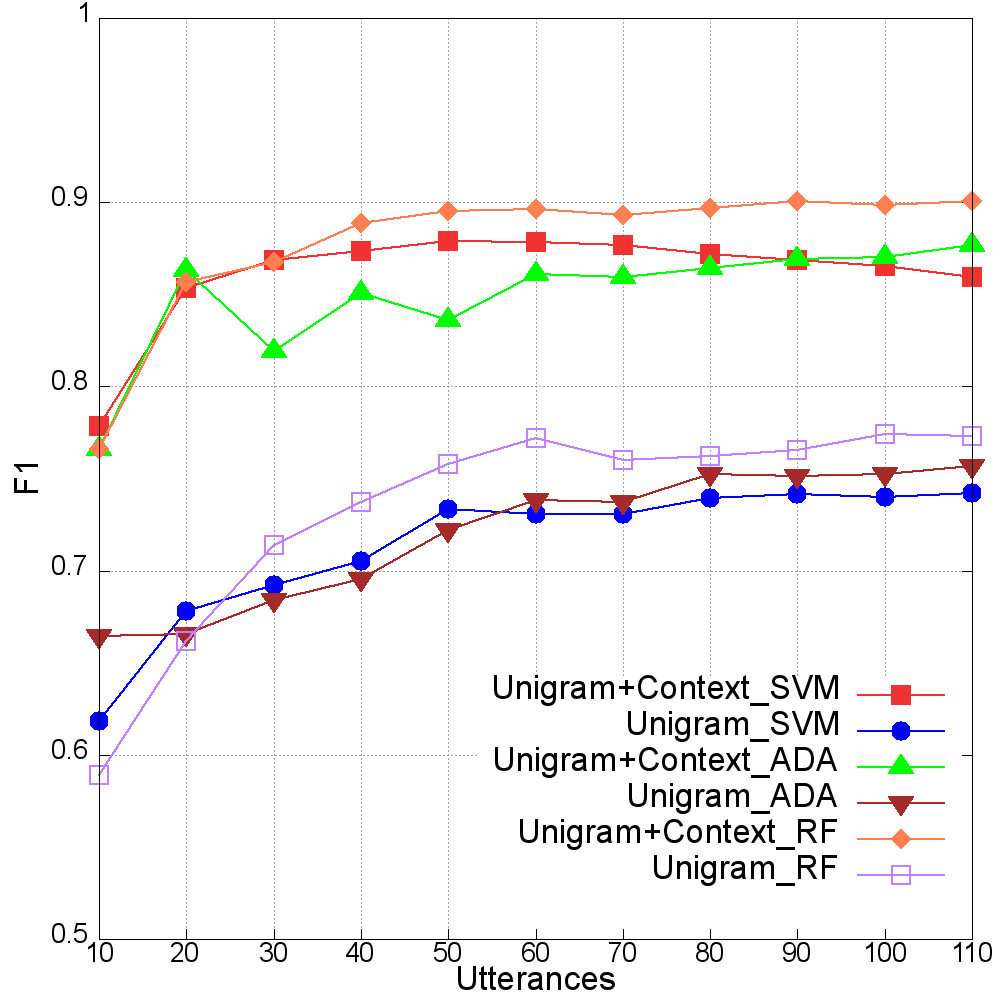 1
0.9
0.8
0.7
0.6
0.5
F1
Unigram+Context_SVM
Unigram_SVM
Unigram+Context_ADA
Unigram_ADA
Unigram+Context_RF
Unigram_RF
10 20 30 40 50 60 70 80 90 100 110
Utterances